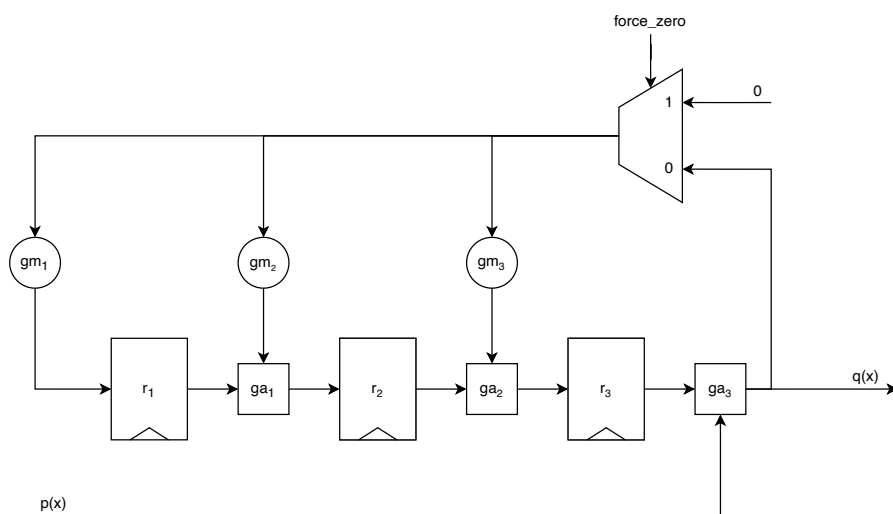 force_zero
1
0
0
gm₁
gm₂
gm₃
r₁
ga₁
r₂
ga₂
r₃
ga₃
q(x)
p(x)